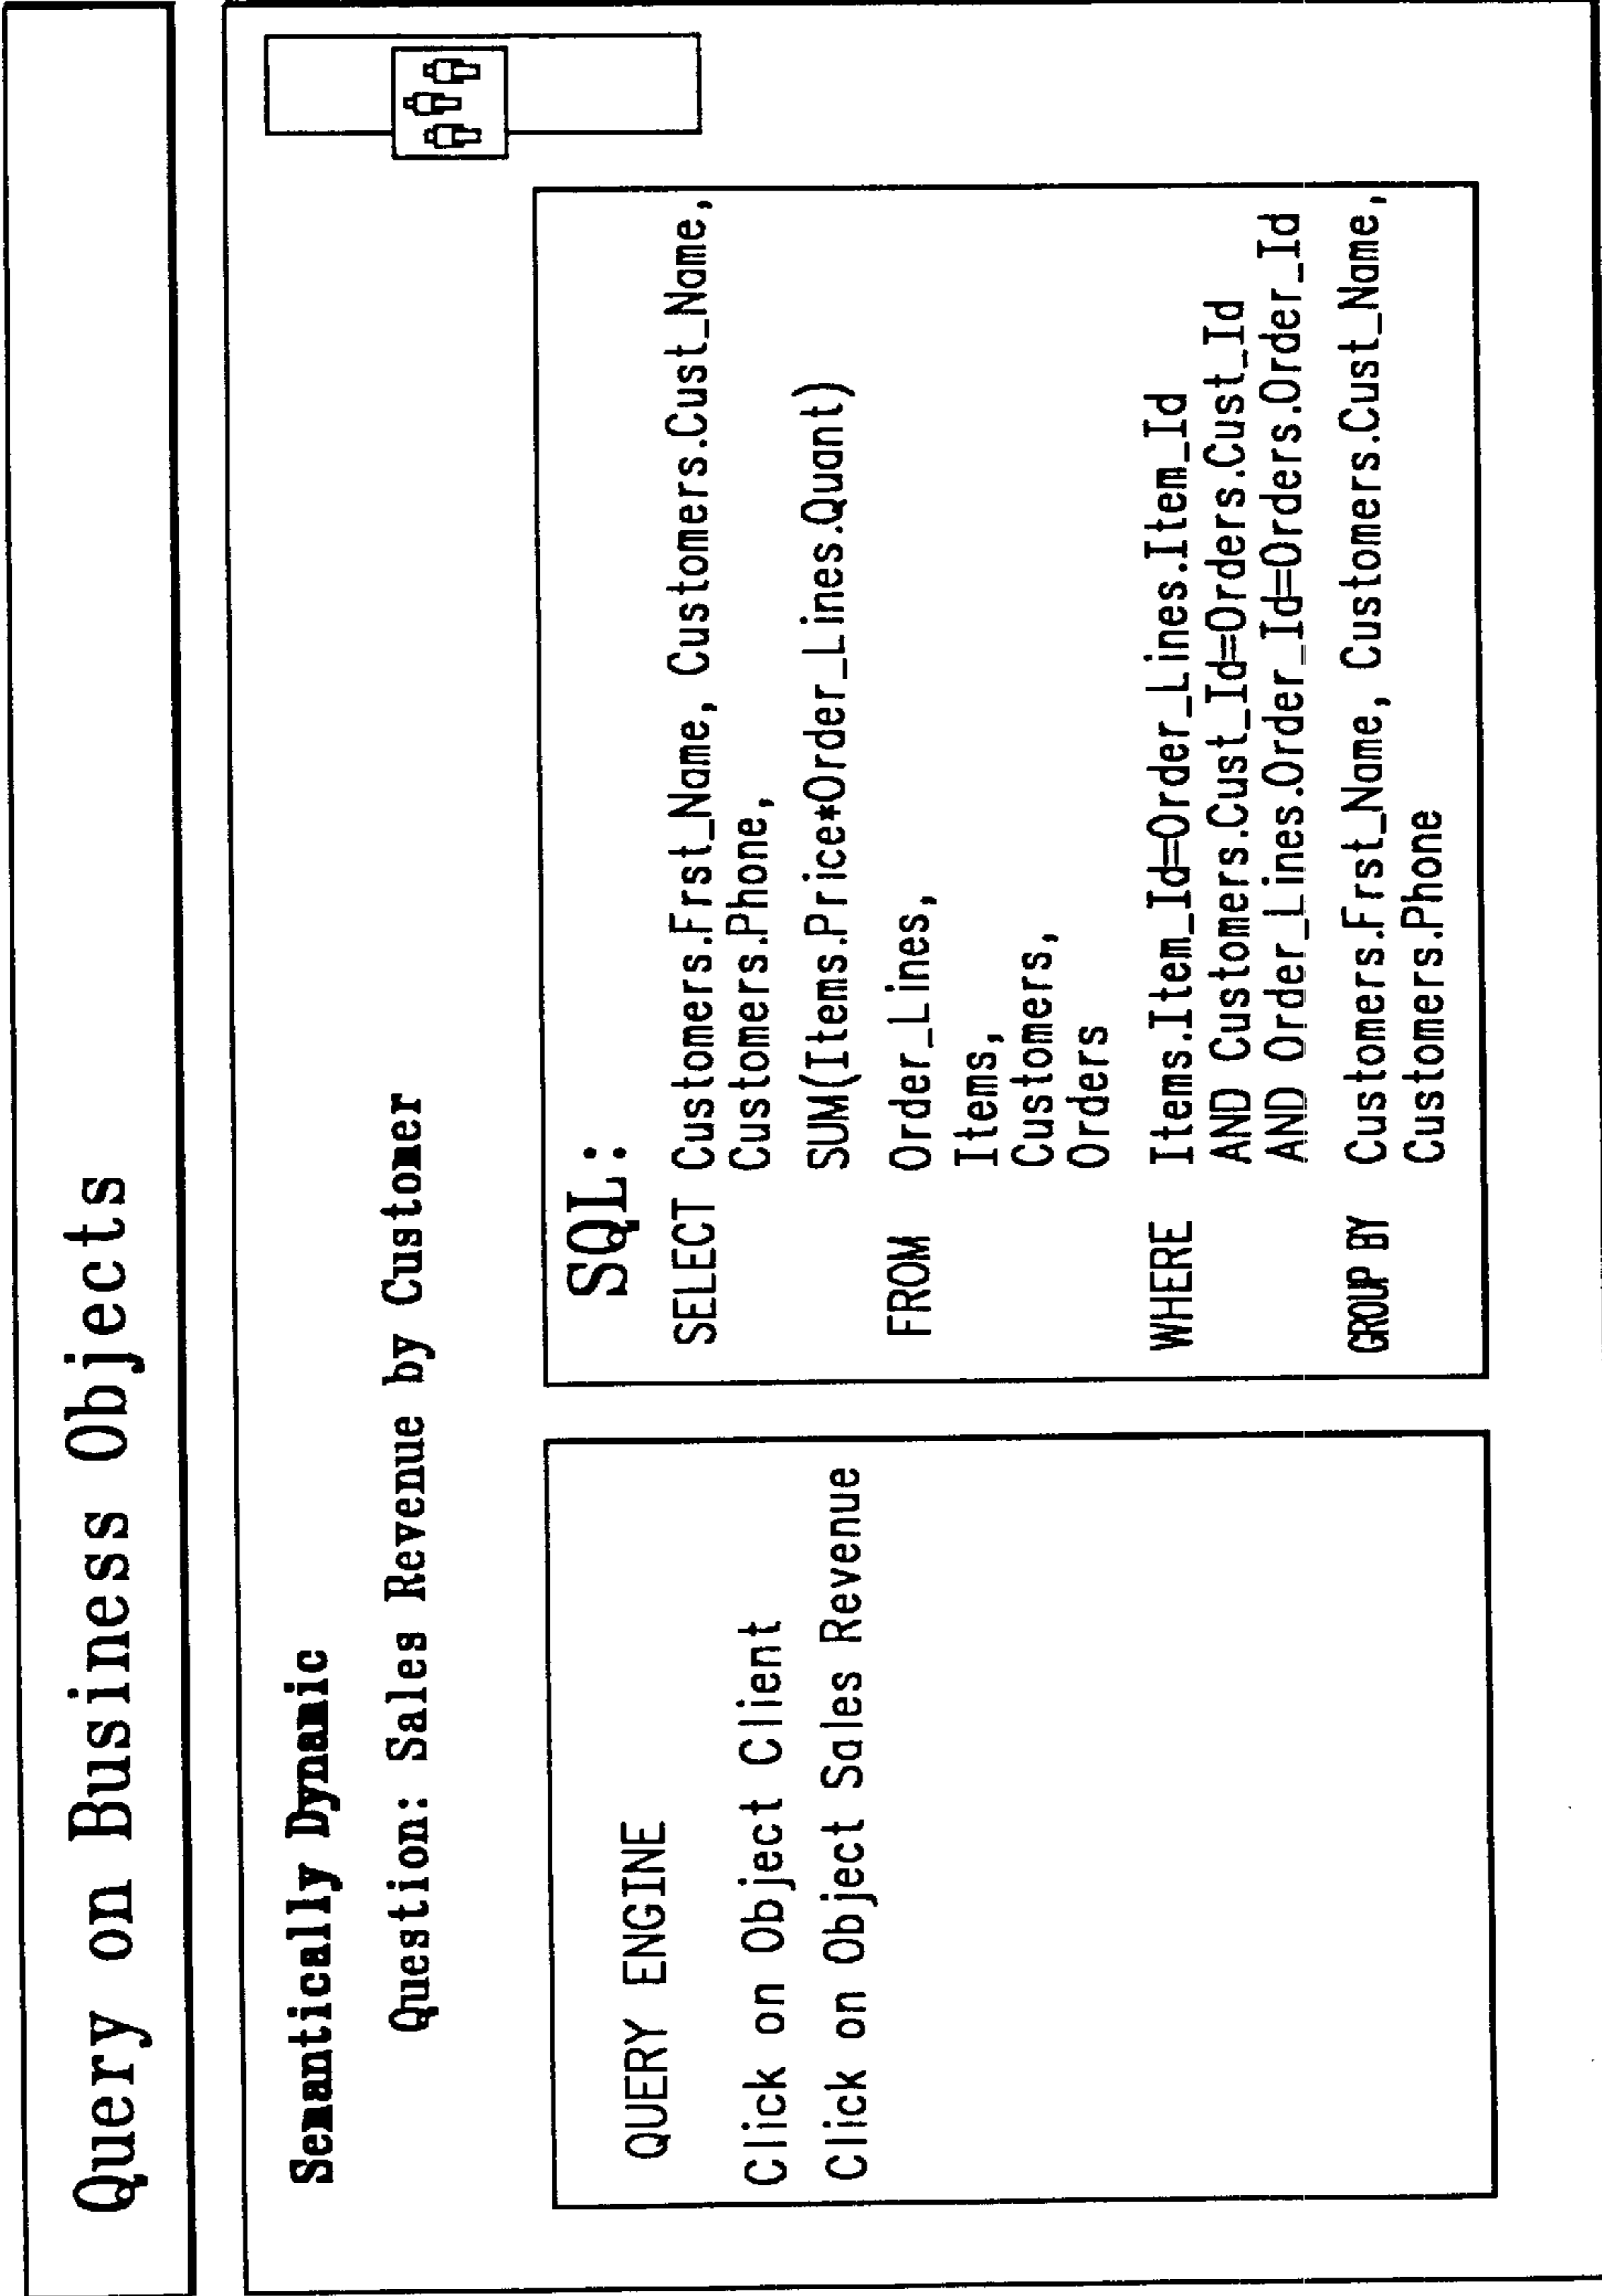 Query on Business Objects
Semantically Dynamic
Question: Sales Revenue by Customer
QUERY ENGINE
Click on Object Client
Click on Object Sales Revenue
SQL:
SELECT Customers.Frst_Name, Customers.Cust_Name,
Customers.Phone,
SUM(Items.Price*Order_Lines.Quant)
FROM Order_Lines,
Items,
Customers,
Orders
WHERE Items.Item_Id=Order_Lines.Item_Id
AND Customers.Cust_Id=Orders.Cust_Id
AND Order_Lines.Order_Id=Orders.Order_Id
GROUP BY Customers.Frst_Name, Customers.Cust_Name,
Customers.Phone